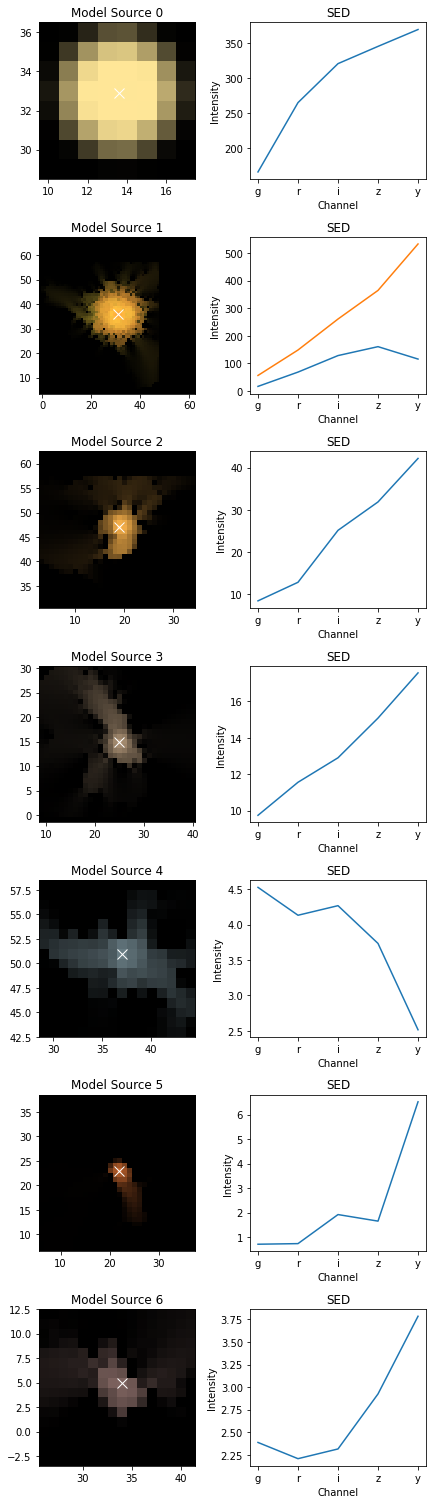 Model Source 0
SED
36
34
32
30
10 12 14 16
350
300
250
200
Intensity
g r i z y
Channel
Model Source 1
SED
60
50
40
30
20
10
0 20 40 60
500
400
300
200
100
0
Intensity
g r i z y
Channel
Model Source 2
SED
60
55
50
45
40
35
10 20 30
40
30
20
10
Intensity
g r i z y
Channel
Model Source 3
SED
30
25
20
15
10
5
0
10 20 30 40
16
14
12
10
Intensity
g r i z y
Channel
Model Source 4
SED
57.5
55.0
52.5
50.0
47.5
45.0
42.5
30 40
4.5
4.0
3.5
3.0
2.5
Intensity
g r i z y
Channel
Model Source 5
SED
35
30
25
20
15
10
10 20 30
6
5
4
3
2
1
Intensity
g r i z y
Channel
Model Source 6
SED
12.5
10.0
7.5
5.0
2.5
0.0
−2.5
30 40
3.75
3.50
3.25
3.00
2.75
2.50
2.25
Intensity
g r i z y
Channel